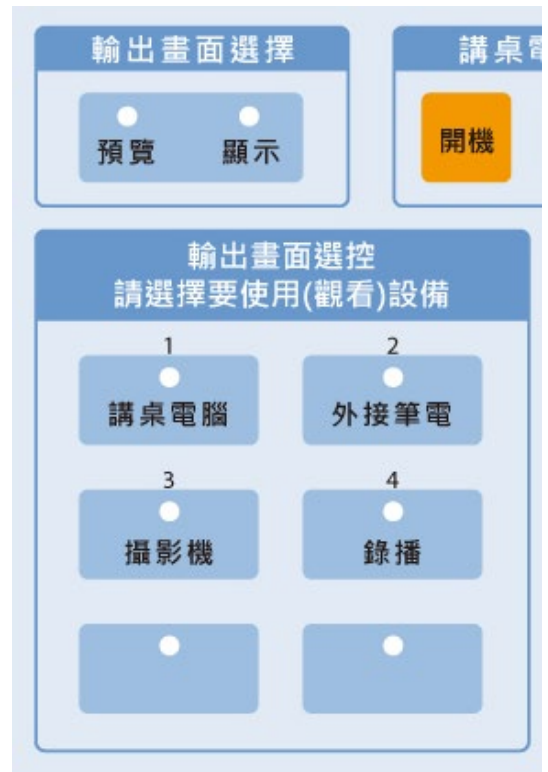 輸出畫面選擇
預覽
顯示
講桌
開機
輸出畫面選控
請選擇要使用(觀看)設備
1
2
講桌電腦
外接筆電
3
4
攝影機
錄播